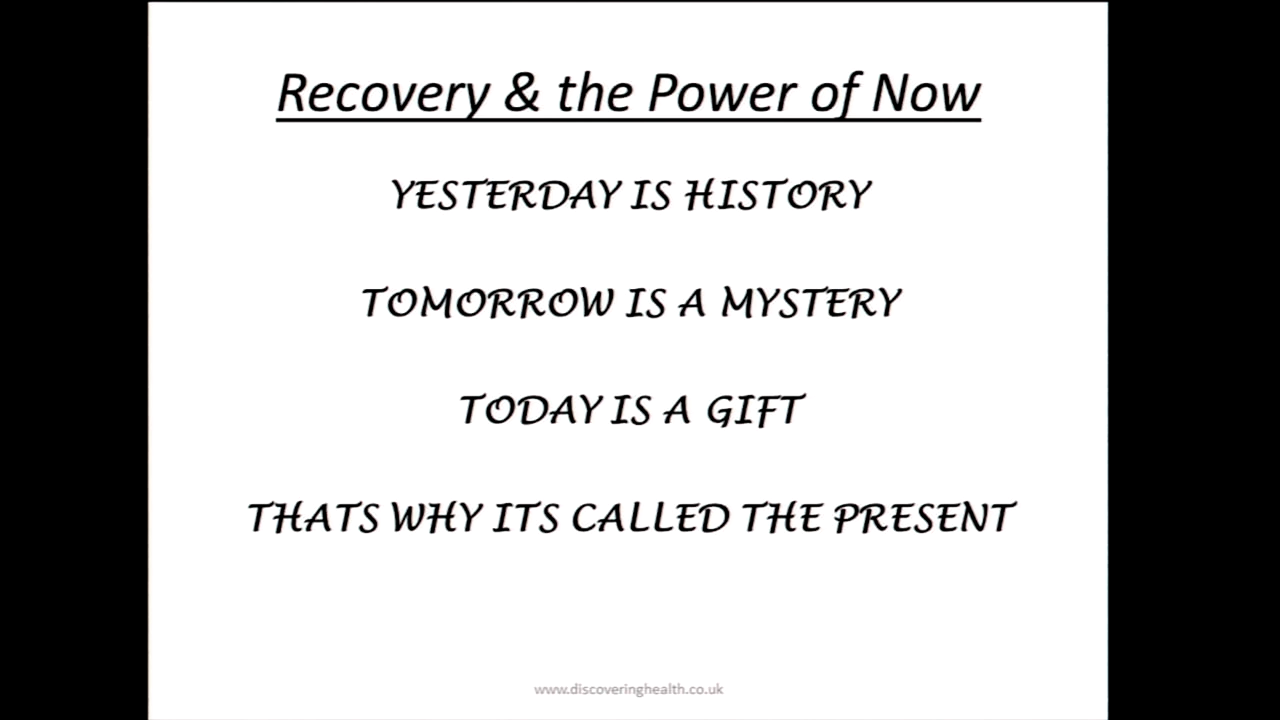 Recovery & the Power of Now
YESTERDAY IS HISTORY
TOMORROW IS A MYSTERY
TODAY IS A GIFT
THATS WHY ITS CALLED THE PRESENT
www.discoveringhealth.co.uk